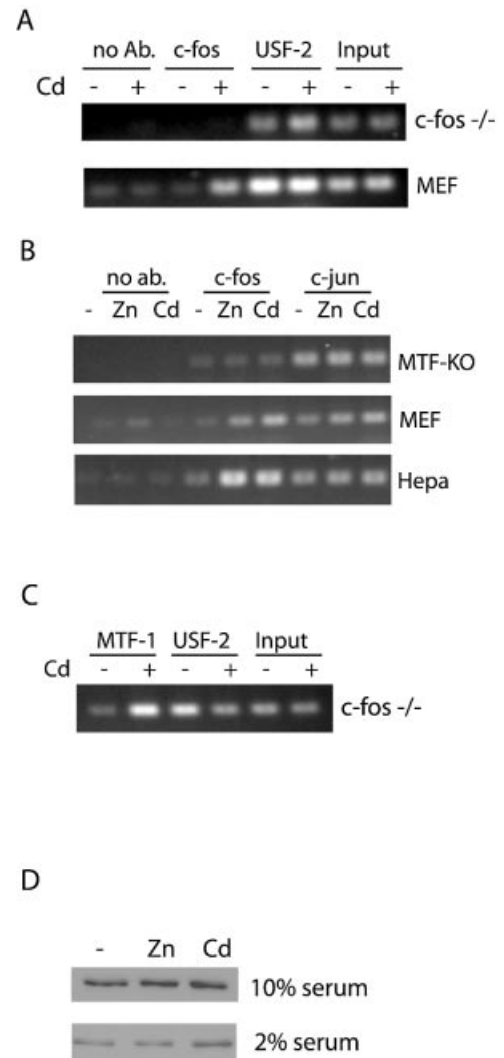 A
no Ab. c-fos USF-2 Input
Cd - + - + - + - +
c-fos -/-
MEF
B
no ab. c-fos c-jun
- Zn Cd - Zn Cd - Zn Cd
MTF-KO
MEF
Hepa
C
MTF-1 USF-2 Input
Cd - + - + - +
c-fos -/-
D
- Zn Cd
10% serum
2% serum